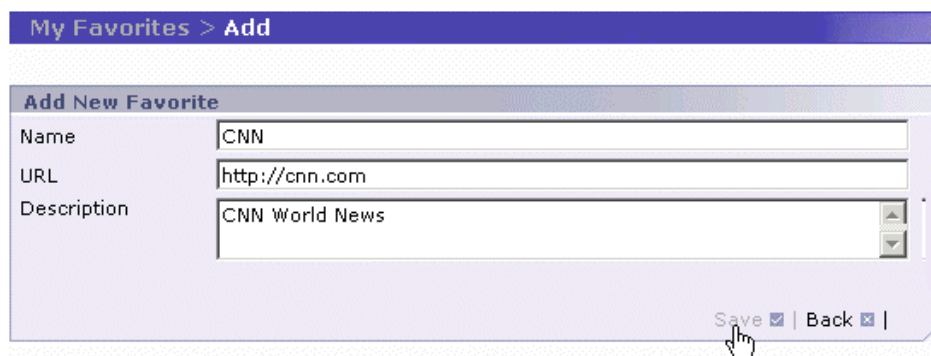 My Favorites > Add
Add New Favorite
Name CNN
URL http://cnn.com
Description CNN World News
Save | Back |